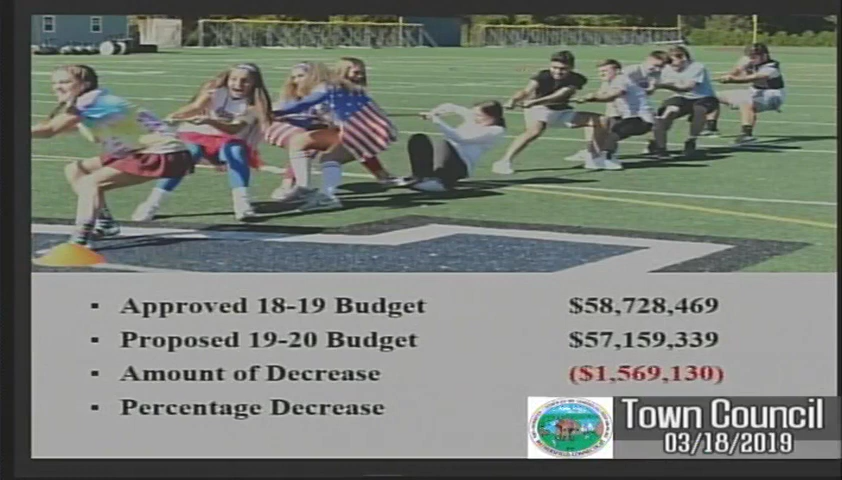 ▪ Approved 18-19 Budget $58,728,469
▪ Proposed 19-20 Budget $57,159,339
▪ Amount of Decrease ($1,569,130)
▪ Percentage Decrease
Town Council
03/18/2019